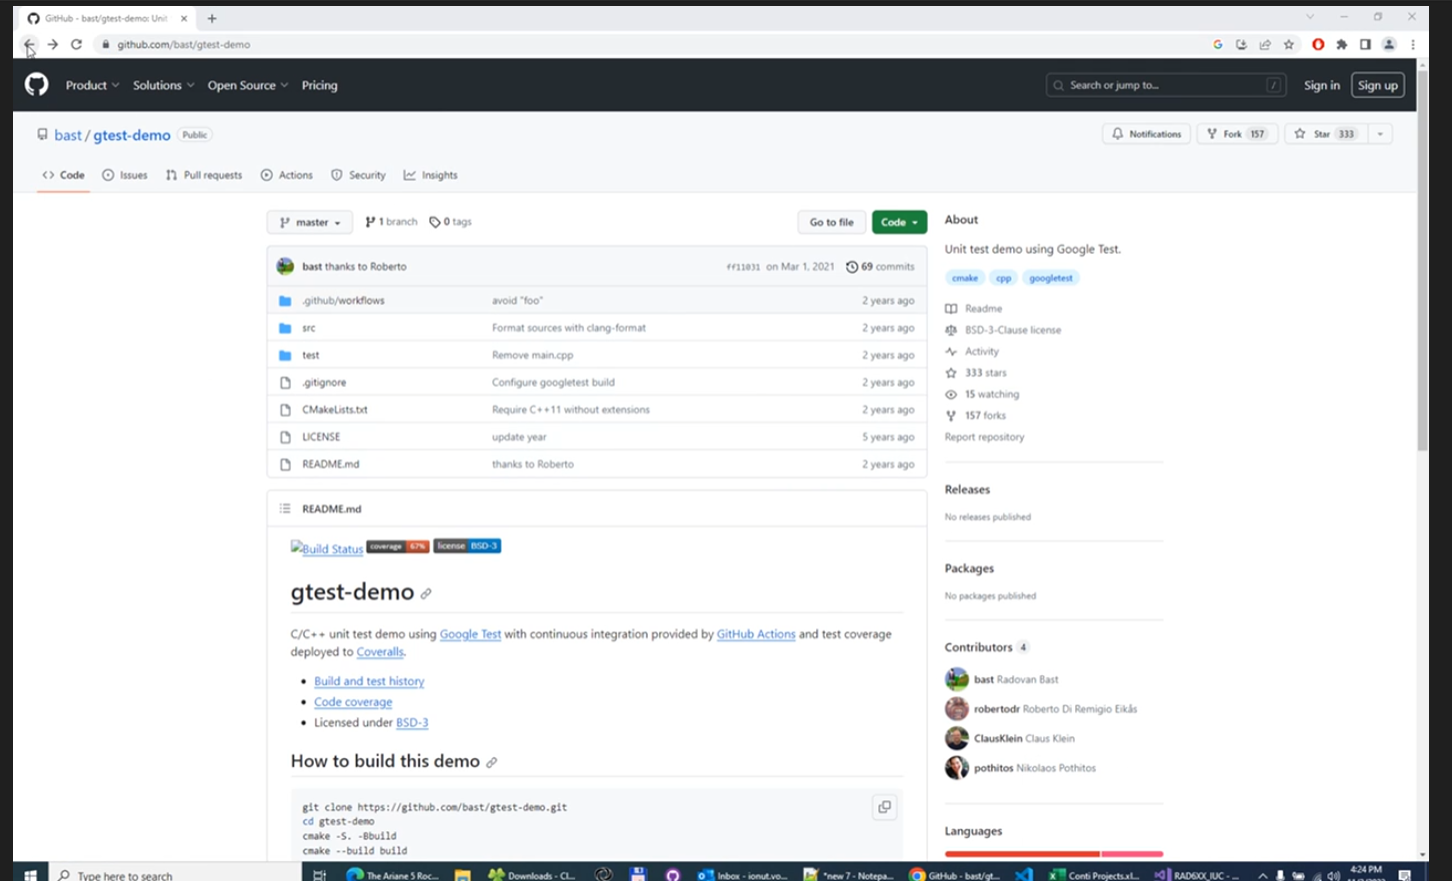 GitHub - bast/gtest-demo: Unit
github.com/bast/gtest-demo
Product Solutions Open Source Pricing
Search or jump to... /
Sign in Sign up
bast / gtest-demo Public
Notifications Fork 157 Star 333
Code Issues Pull requests Actions Security Insights
master 1 branch 0 tags Go to file Code
bast thanks to Roberto ff11031 on Mar 1, 2021 69 commits
.github/workflows avoid "foo" 2 years ago
src Format sources with clang-format 2 years ago
test Remove main.cpp 2 years ago
.gitignore Configure googletest build 2 years ago
CMakeLists.txt Require C++11 without extensions 2 years ago
LICENSE update year 5 years ago
README.md thanks to Roberto 2 years ago
README.md
Build Status coverage 67% license BSD-3
gtest-demo
C/C++ unit test demo using Google Test with continuous integration provided by GitHub Actions and test coverage
deployed to Coveralls.
Build and test history
Code coverage
Licensed under BSD-3
How to build this demo
git clone https://github.com/bast/gtest-demo.git
cd gtest-demo
cmake -S. -Bbuild
cmake --build build
About
Unit test demo using Google Test.
cmake cpp googletest
Readme
BSD-3-Clause license
Activity
333 stars
15 watching
157 forks
Report repository
Releases
No releases published
Packages
No packages published
Contributors 4
bast Radovan Bast
robertodr Roberto Di Remigio Eikås
ClausKlein Claus Klein
pothitos Nikolaos Pothitos
Languages
Type here to search
The Ariane 5 Roc...
Downloads - Cl...
Inbox - ionut.vo...
*new 7 - Notepa...
GitHub - bast/gt...
Conti Projects.xl...
RAD6XX_IUC - ...
4:24 PM